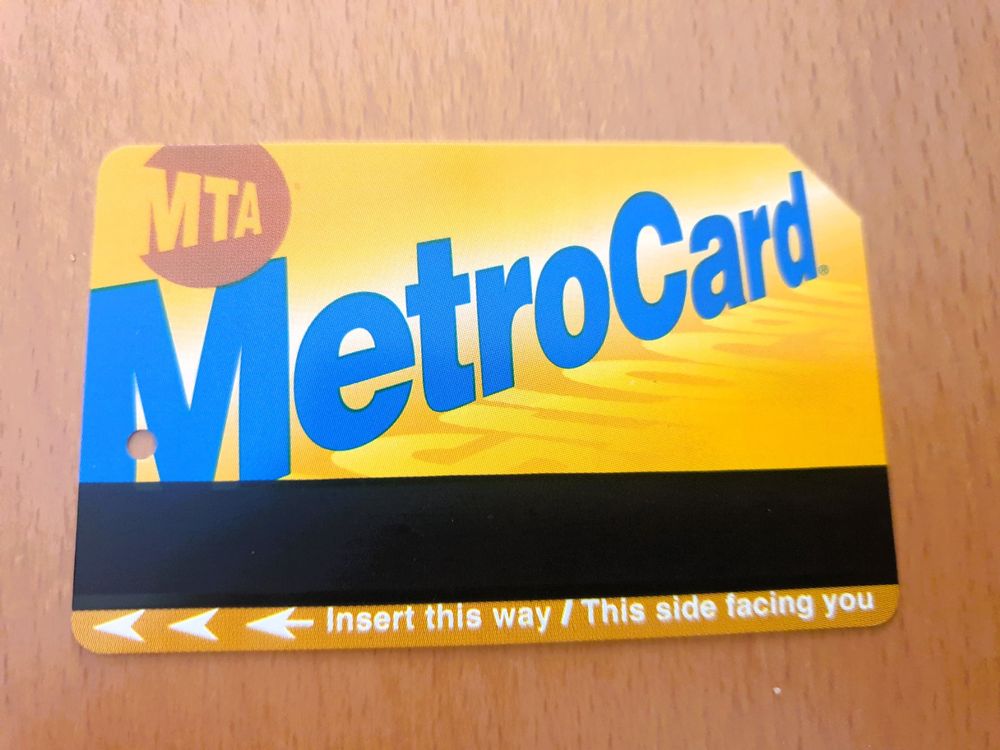 MTA
MetroCard®
Insert this way / This side facing you